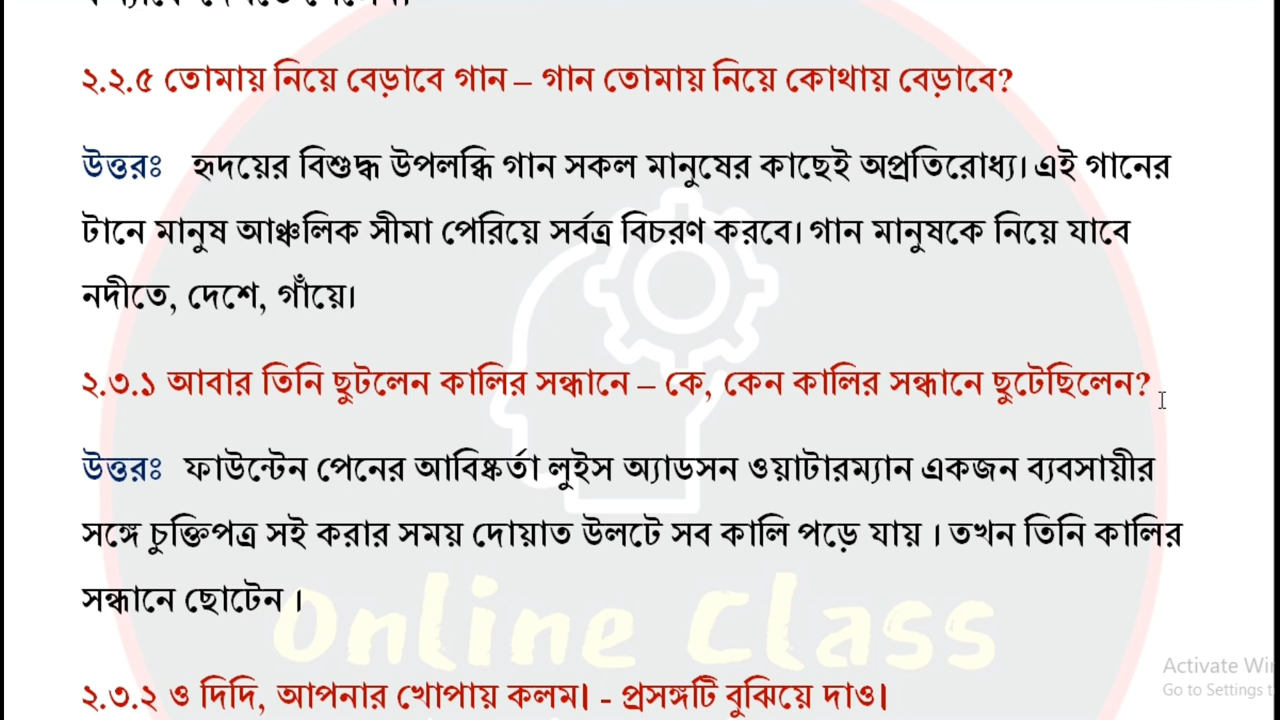 ২.২.৫ তোমায় নিয়ে বেড়াবে গান – গান তোমায় নিয়ে কোথায় বেড়াবে?
উত্তরঃ হৃদয়ের বিশুদ্ধ উপলব্ধি গান সকল মানুষের কাছেই অপ্রতিরোধ্য। এই গানের
টানে মানুষ আঞ্চলিক সীমা পেরিয়ে সর্বত্র বিচরণ করবে। গান মানুষকে নিয়ে যাবে
নদীতে, দেশে, গাঁয়ে।
২.৩.১ আবার তিনি ছুটলেন কালির সন্ধানে – কে, কেন কালির সন্ধানে ছুটেছিলেন?
উত্তরঃ ফাউন্টেন পেনের আবিষ্কর্তা লুইস অ্যাডসন ওয়াটারম্যান একজন ব্যবসায়ীর
সঙ্গে চুক্তিপত্র সই করার সময় দোয়াত উলটে সব কালি পড়ে যায় । তখন তিনি কালির
সন্ধানে ছোটেন ।
Online Class
Activate Wi
Go to Settings t
২.৩.২ ও দিদি, আপনার খোপায় কলম। - প্রসঙ্গটি বুঝিয়ে দাও।